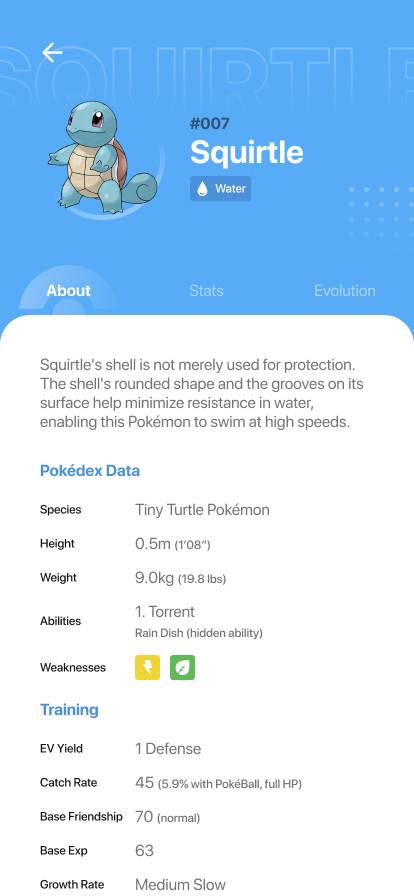 SQUIRTLE
#007
Squirtle
Water
About Stats Evolution
Squirtle's shell is not merely used for protection.
The shell's rounded shape and the grooves on its
surface help minimize resistance in water,
enabling this Pokémon to swim at high speeds.
Pokédex Data
Species Tiny Turtle Pokémon
Height 0.5m (1'08")
Weight 9.0kg (19.8 lbs)
Abilities 1. Torrent
Rain Dish (hidden ability)
Weaknesses
Training
EV Yield 1 Defense
Catch Rate 45 (5.9% with PokéBall, full HP)
Base Friendship 70 (normal)
Base Exp 63
Growth Rate Medium Slow